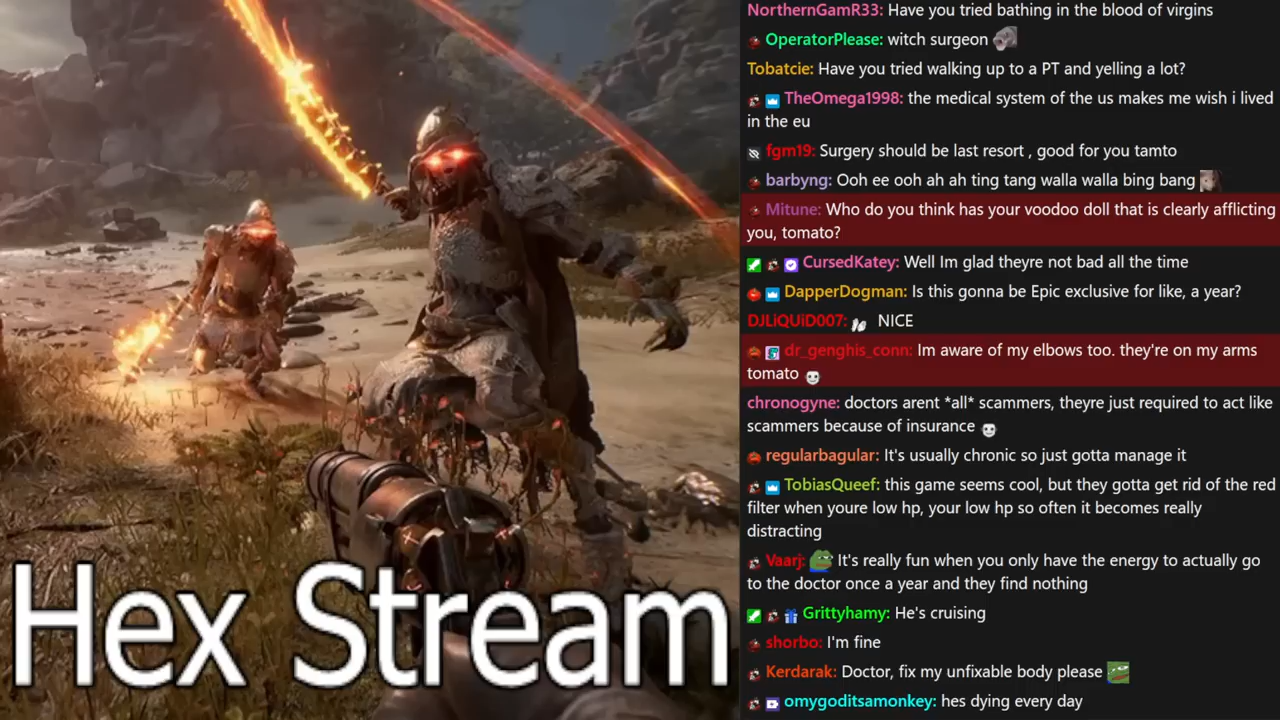 NorthernGamR33: Have you tried bathing in the blood of virgins
OperatorPlease: witch surgeon
Tobatcie: Have you tried walking up to a PT and yelling a lot?
TheOmega1998: the medical system of the us makes me wish i lived
in the eu
fgm19: Surgery should be last resort , good for you tamto
barbyng: Ooh ee ooh ah ah ting tang walla walla bing bang
Mitune: Who do you think has your voodoo doll that is clearly afflicting
you, tomato?
CursedKatey: Well Im glad theyre not bad all the time
DapperDogman: Is this gonna be Epic exclusive for like, a year?
DJLiQUiD007: NICE
dr_genghis_conn: Im aware of my elbows too. they're on my arms
tomato
chronogyne: doctors arent *all* scammers, theyre just required to act like
scammers because of insurance
regularbagular: It's usually chronic so just gotta manage it
TobiasQueef: this game seems cool, but they gotta get rid of the red
filter when youre low hp, your low hp so often it becomes really
distracting
Vaarj: It's really fun when you only have the energy to actually go
to the doctor once a year and they find nothing
Grittyhamy: He's cruising
shorbo: I'm fine
Kerdarak: Doctor, fix my unfixable body please
omygoditsamonkey: hes dying every day
Hex Stream